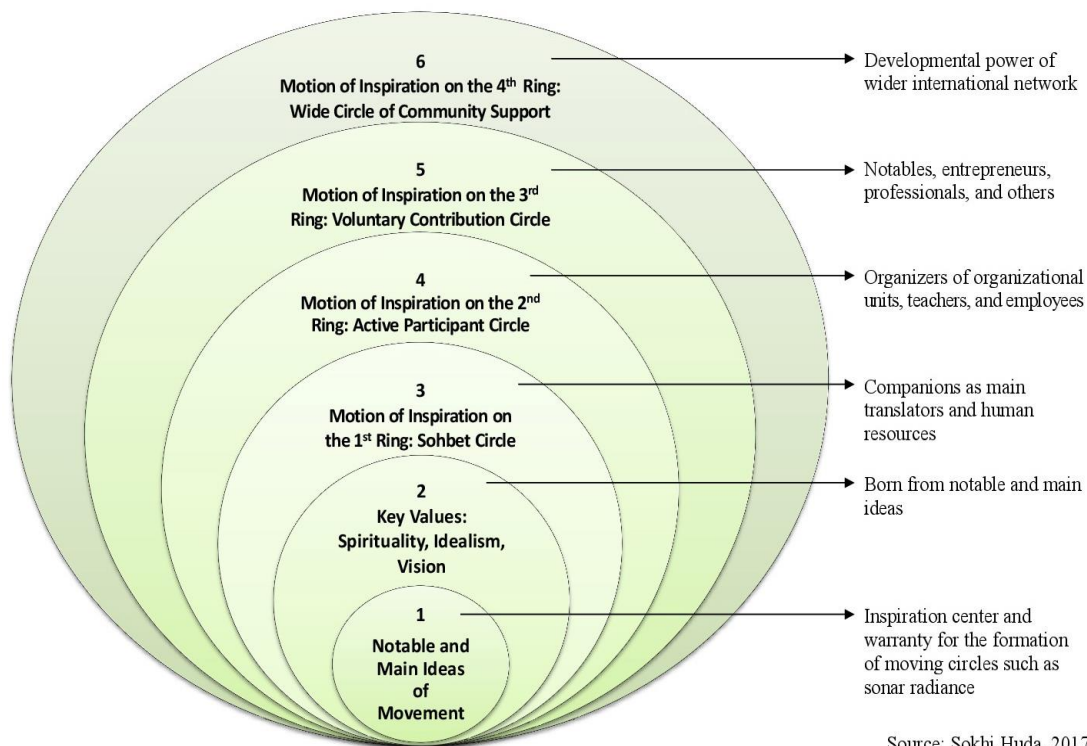 6
Motion of Inspiration on the 4th Ring:
Wide Circle of Community Support
Developmental power of
wider international network
5
Motion of Inspiration on the 3rd
Ring: Voluntary Contribution Circle
Notables, entrepreneurs,
professionals, and others
4
Motion of Inspiration on the 2nd
Ring: Active Participant Circle
Organizers of organizational
units, teachers, and employees
3
Motion of Inspiration on
the 1st Ring: Sohbet Circle
Companions as main
translators and human
resources
2
Key Values:
Spirituality, Idealism,
Vision
Born from notable and main
ideas
1
Notable and
Main Ideas
of
Movement
Inspiration center and
warranty for the formation
of moving circles such as
sonar radiance
Source: Sokhi Huda, 2017